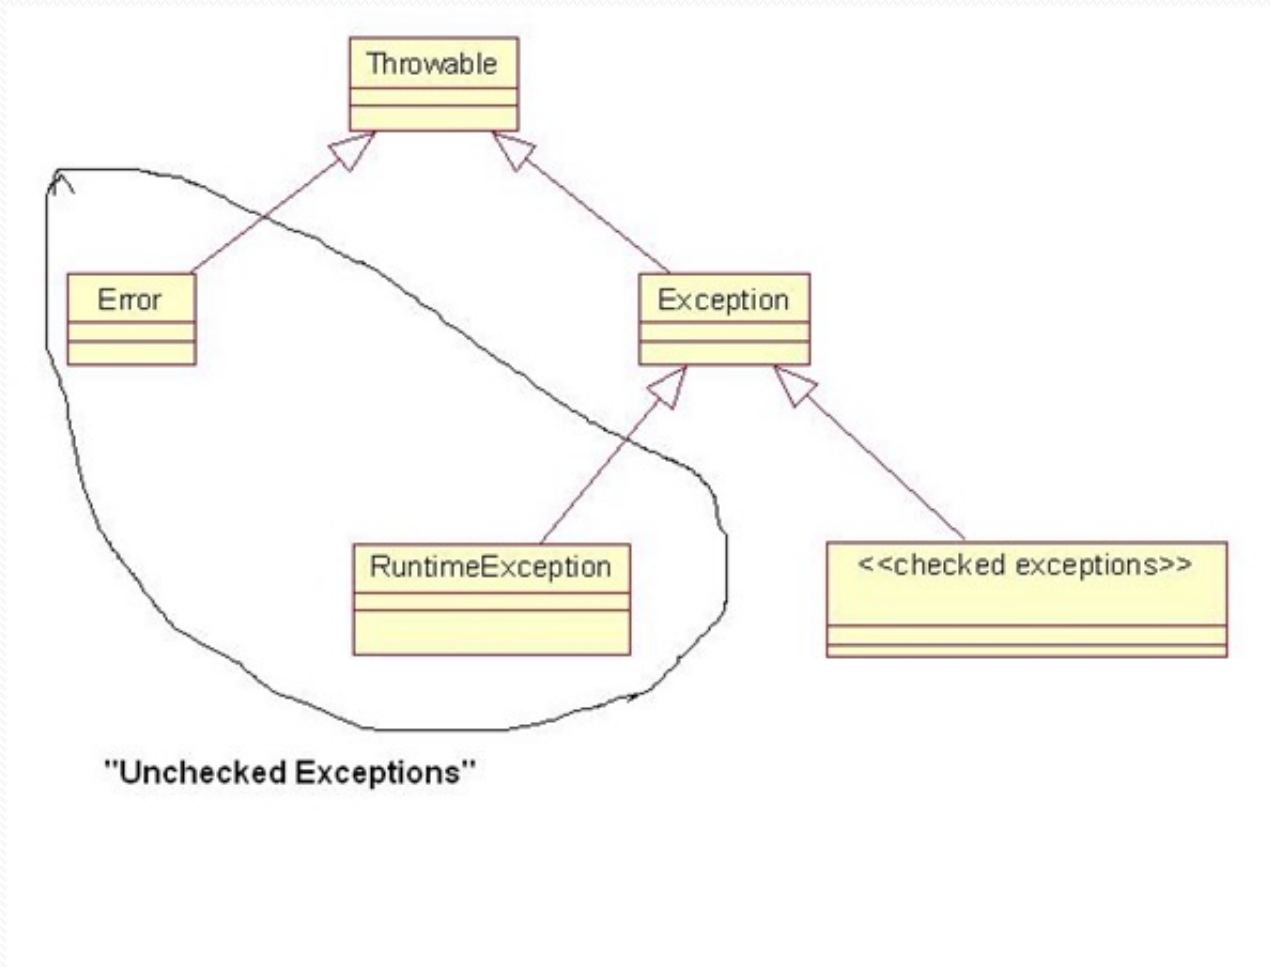 Throwable
Error
Exception
RuntimeException
<<checked exceptions>>
"Unchecked Exceptions"